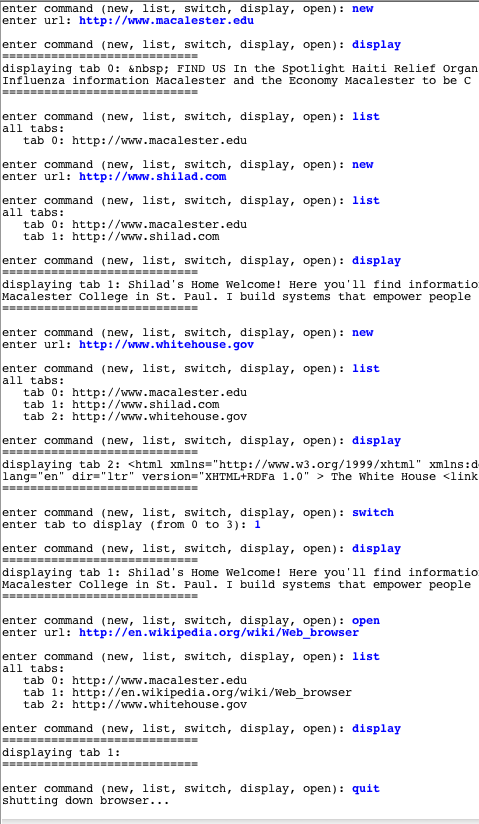 enter command (new, list, switch, display, open): new
enter url: http://www.macalester.edu
enter command (new, list, switch, display, open): display
===========================
displaying tab 0: &nbsp; FIND US In the Spotlight Haiti Relief Organ
Influenza information Macalester and the Economy Macalester to be C
===========================
enter command (new, list, switch, display, open): list
all tabs:
   tab 0: http://www.macalester.edu
enter command (new, list, switch, display, open): new
enter url: http://www.shilad.com
enter command (new, list, switch, display, open): list
all tabs:
   tab 0: http://www.macalester.edu
   tab 1: http://www.shilad.com
enter command (new, list, switch, display, open): display
===========================
displaying tab 1: Shilad's Home Welcome! Here you'll find informatio
Macalester College in St. Paul. I build systems that empower people
===========================
enter command (new, list, switch, display, open): new
enter url: http://www.whitehouse.gov
enter command (new, list, switch, display, open): list
all tabs:
   tab 0: http://www.macalester.edu
   tab 1: http://www.shilad.com
   tab 2: http://www.whitehouse.gov
enter command (new, list, switch, display, open): display
===========================
displaying tab 2: <html xmlns="http://www.w3.org/1999/xhtml" xmlns:d
lang="en" dir="ltr" version="XHTML+RDFa 1.0" > The White House <link
===========================
enter command (new, list, switch, display, open): switch
enter tab to display (from 0 to 3): 1
enter command (new, list, switch, display, open): display
===========================
displaying tab 1: Shilad's Home Welcome! Here you'll find informatio
Macalester College in St. Paul. I build systems that empower people
===========================
enter command (new, list, switch, display, open): open
enter url: http://en.wikipedia.org/wiki/Web_browser
enter command (new, list, switch, display, open): list
all tabs:
   tab 0: http://www.macalester.edu
   tab 1: http://en.wikipedia.org/wiki/Web_browser
   tab 2: http://www.whitehouse.gov
enter command (new, list, switch, display, open): display
===========================
displaying tab 1:
===========================
enter command (new, list, switch, display, open): quit
shutting down browser...